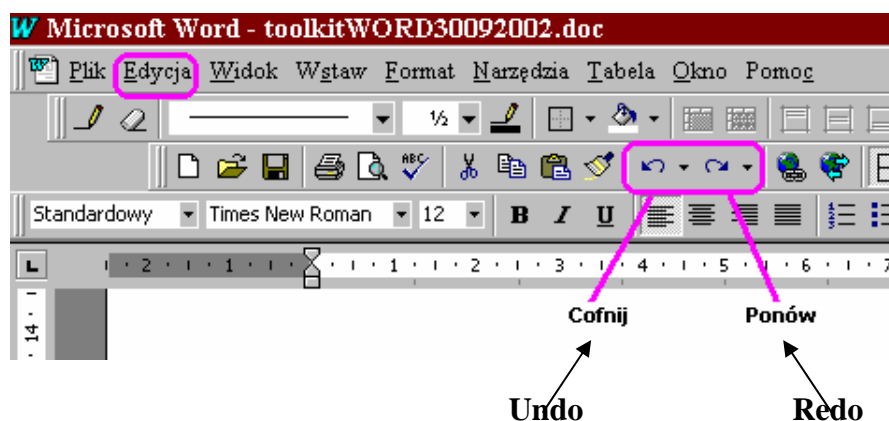 W Microsoft Word - toolkitWORD30092002.doc
Plik Edycja Widok Wstaw Format Narzędzia Tabela Okno Pomoc
½
ABC
Standardowy Times New Roman 12 B I U
L 2 1 1 2 3 4 5 6 7
14
Cofnij Ponów
Undo Redo